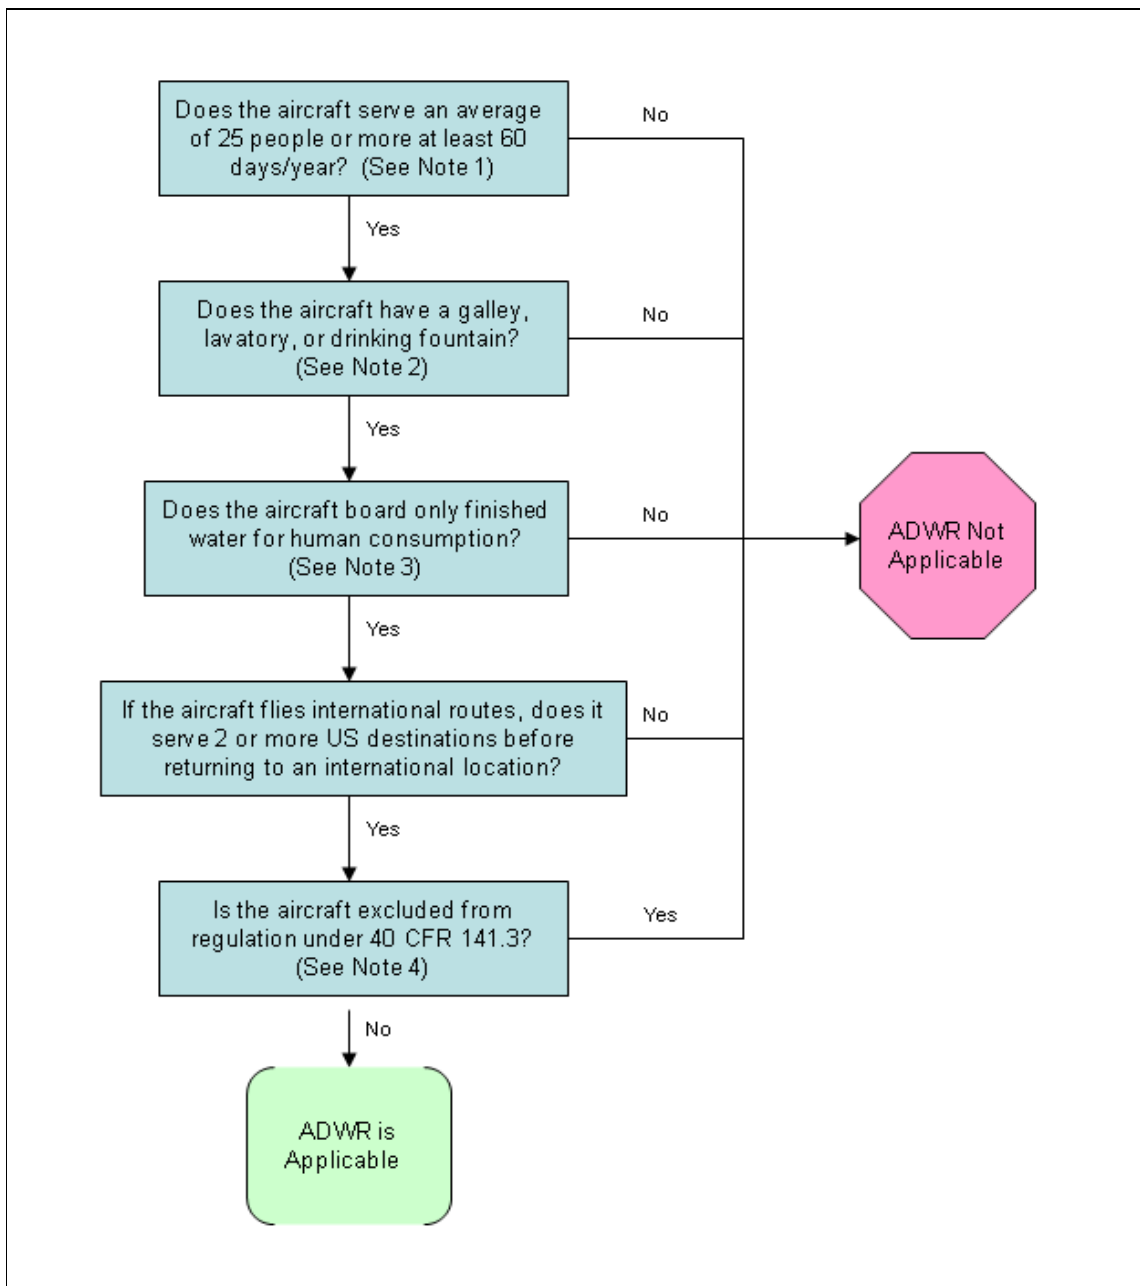 Does the aircraft serve an average
of 25 people or more at least 60
days/year? (See Note 1)
No
Yes
Does the aircraft have a galley,
lavatory, or drinking fountain?
(See Note 2)
No
Yes
Does the aircraft board only finished
water for human consumption?
(See Note 3)
No
ADWR Not
Applicable
Yes
If the aircraft flies international routes, does it
serve 2 or more US destinations before
returning to an international location?
No
Yes
Is the aircraft excluded from
regulation under 40 CFR 141.3?
(See Note 4)
Yes
No
ADWR is
Applicable